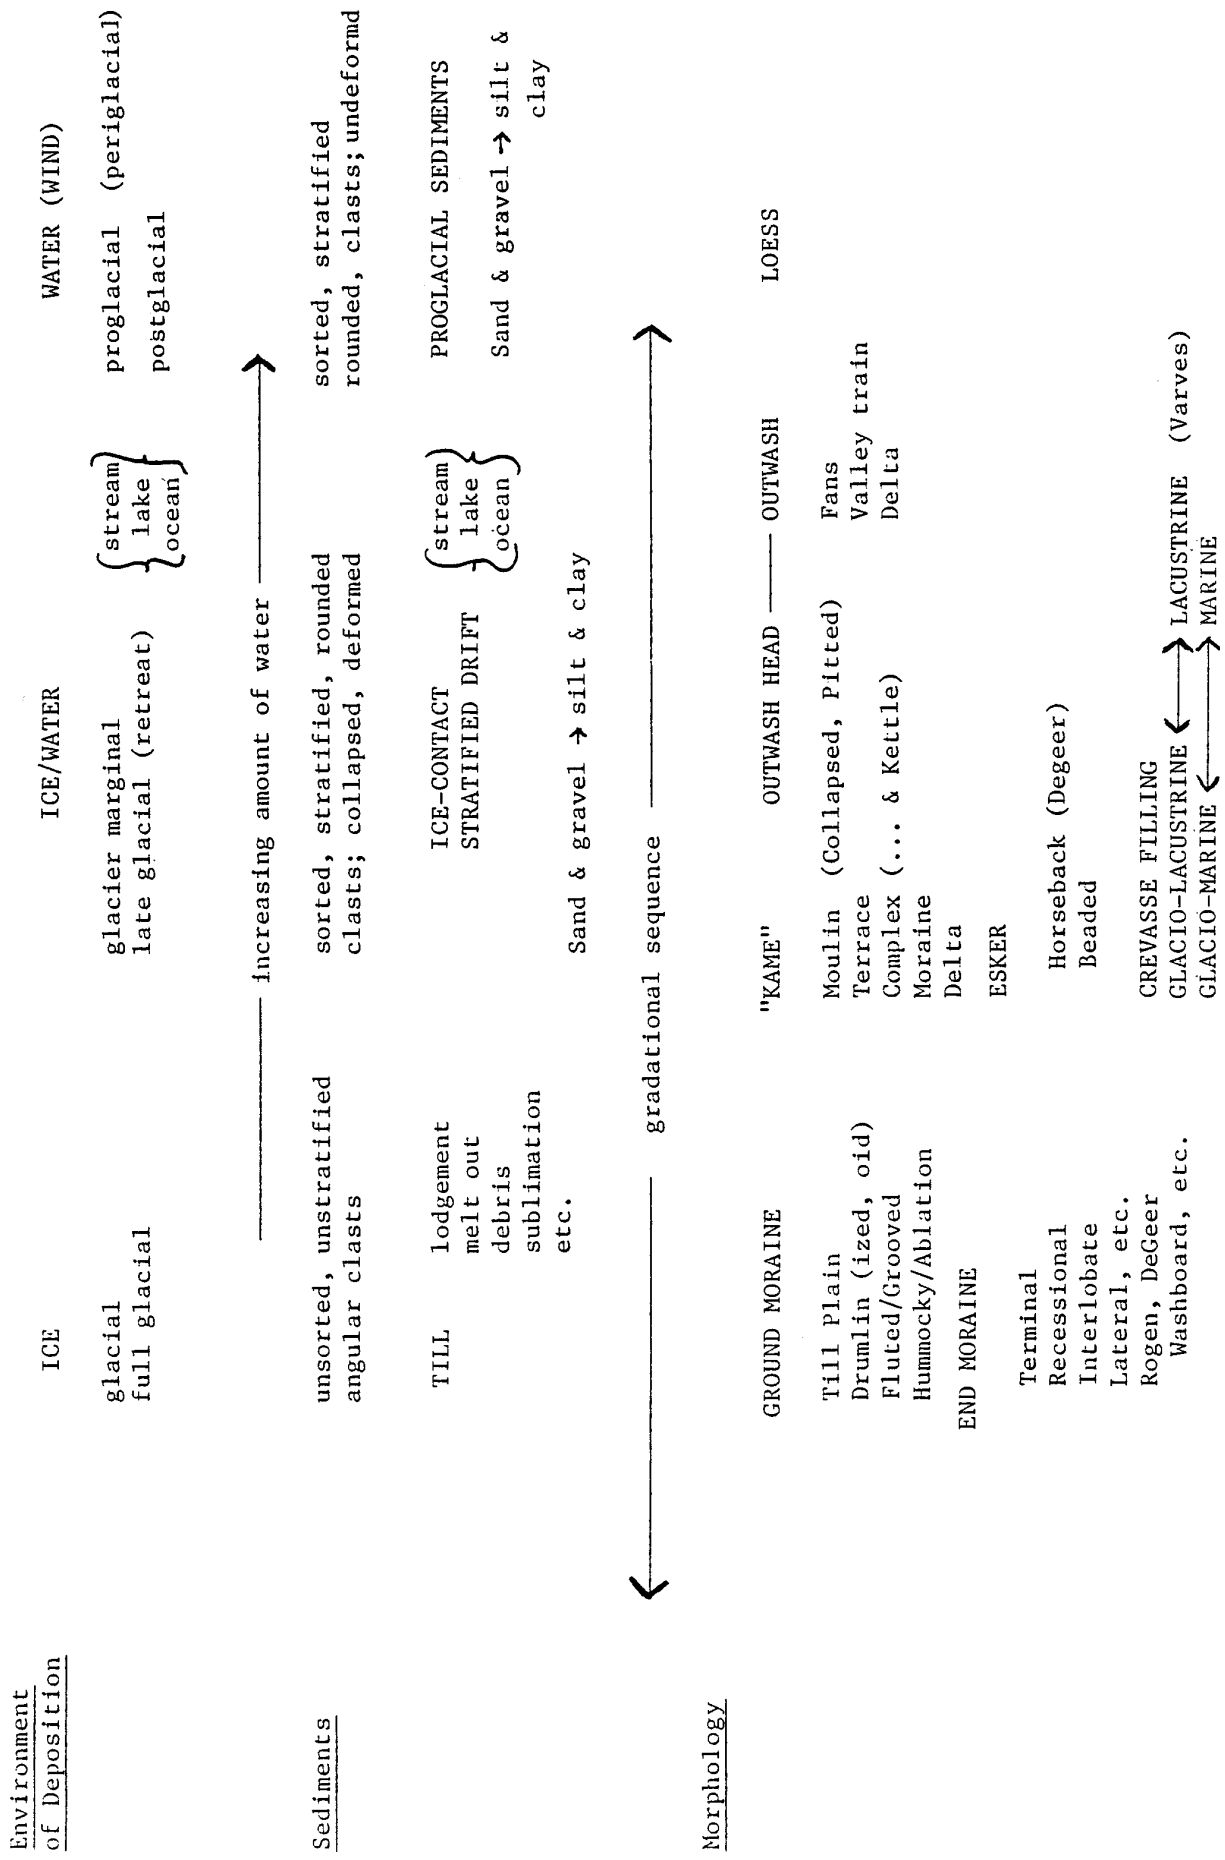 Environment
of Deposition
ICE
ICE/WATER
WATER (WIND)
glacial
full glacial
glacier marginal
late glacial (retreat)
stream
lake
ocean
proglacial (periglacial)
postglacial
increasing amount of water
Sediments
unsorted, unstratified
angular clasts
sorted, stratified, rounded
clasts; collapsed, deformed
sorted, stratified
rounded, clasts; undeformd
TILL
lodgement
melt out
debris
sublimation
etc.
ICE-CONTACT
STRATIFIED DRIFT
Sand & gravel → silt & clay
stream
lake
ocean
PROGLACIAL SEDIMENTS
Sand & gravel → silt &
clay
gradational sequence
Morphology
GROUND MORAINE
Till Plain
Drumlin (ized, oid)
Fluted/Grooved
Hummocky/Ablation
END MORAINE
Terminal
Recessional
Interlobate
Lateral, etc.
Rogen, DeGeer
Washboard, etc.
"KAME"
Moulin (Collapsed, Pitted)
Terrace
Complex (... & Kettle)
Moraine
Delta
ESKER
Horseback (Degeer)
Beaded
CREVASSE FILLING
GLACIO-LACUSTRINE ↔ LACUSTRINE (Varves)
GLACIO-MARINE ↔ MARINE
OUTWASH HEAD — OUTWASH
Fans
Valley train
Delta
LOESS